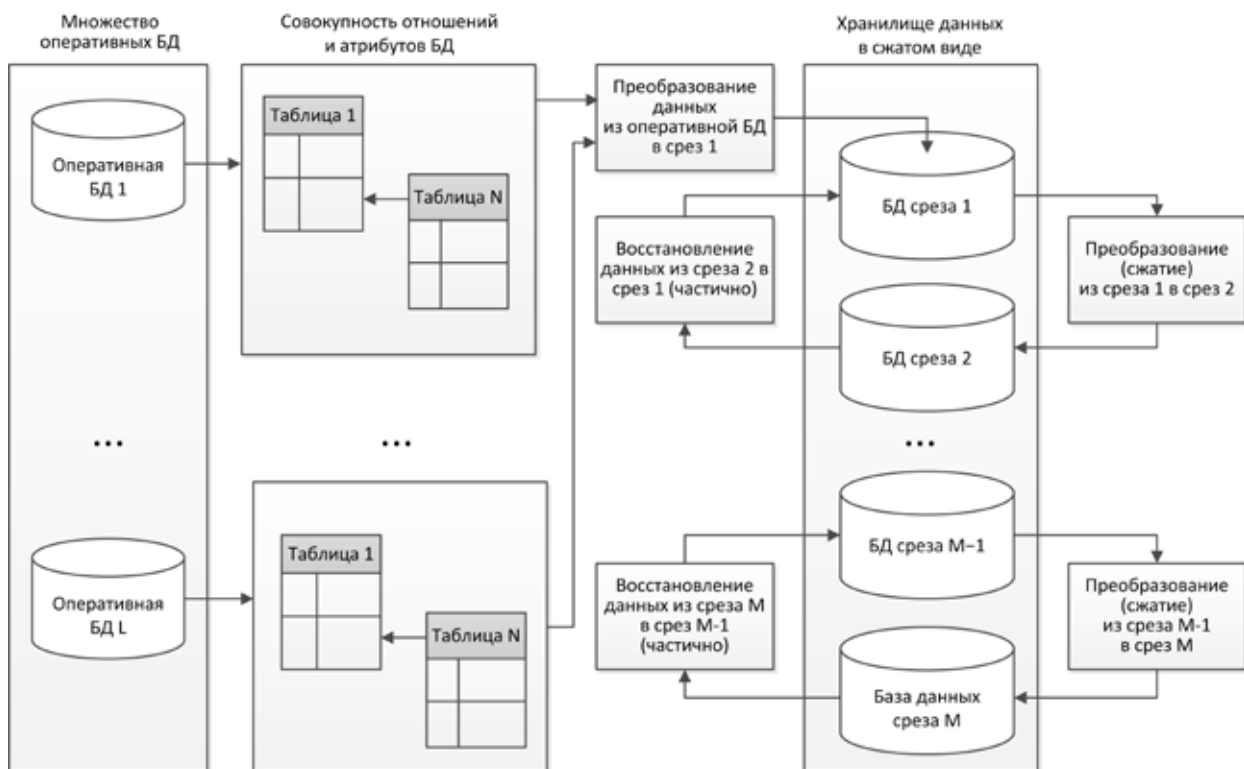 Множество
оперативных БД
Совокупность отношений
и атрибутов БД
Хранилище данных
в сжатом виде
Оперативная
БД 1
Таблица 1
Таблица N
Преобразование
данных
из оперативной БД
в срез 1
БД среза 1
Восстановление
данных из среза 2 в
срез 1 (частично)
Преобразование
(сжатие)
из среза 1 в срез 2
БД среза 2
...
...
...
Оперативная
БД L
Таблица 1
Таблица N
БД среза М–1
Восстановление
данных из среза М
в срез М-1
(частично)
Преобразование
(сжатие)
из среза М-1
в срез М
База данных
среза М